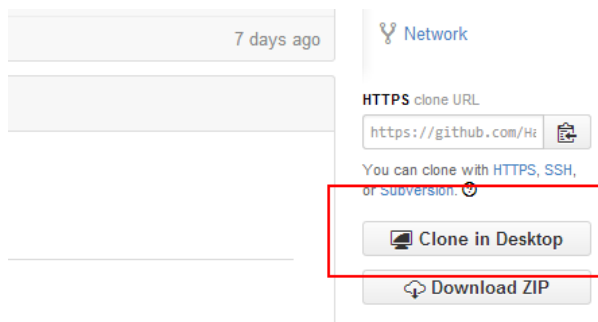 7 days ago
Network
HTTPS clone URL
https://github.com/Ha
You can clone with HTTPS, SSH,
or Subversion.
Clone in Desktop
Download ZIP